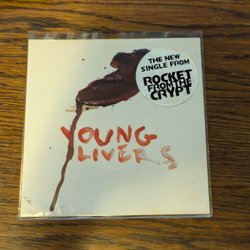 THE NEW
SINGLE FROM
ROCKET
FROM THE
CRYPT
YOUNG
LIVERS